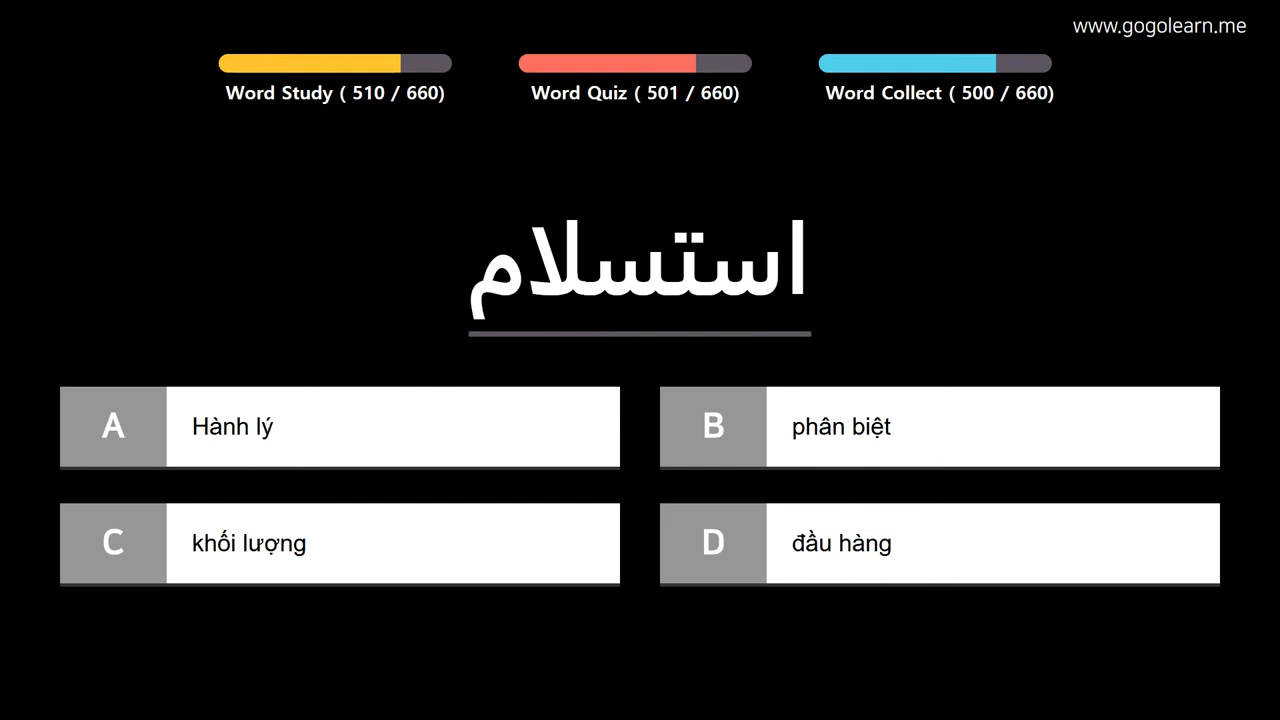 www.gogolearn.me
Word Study ( 510 / 660)
Word Quiz ( 501 / 660)
Word Collect ( 500 / 660)
استسلام
A
Hành lý
B
phân biệt
C
khối lượng
D
đầu hàng